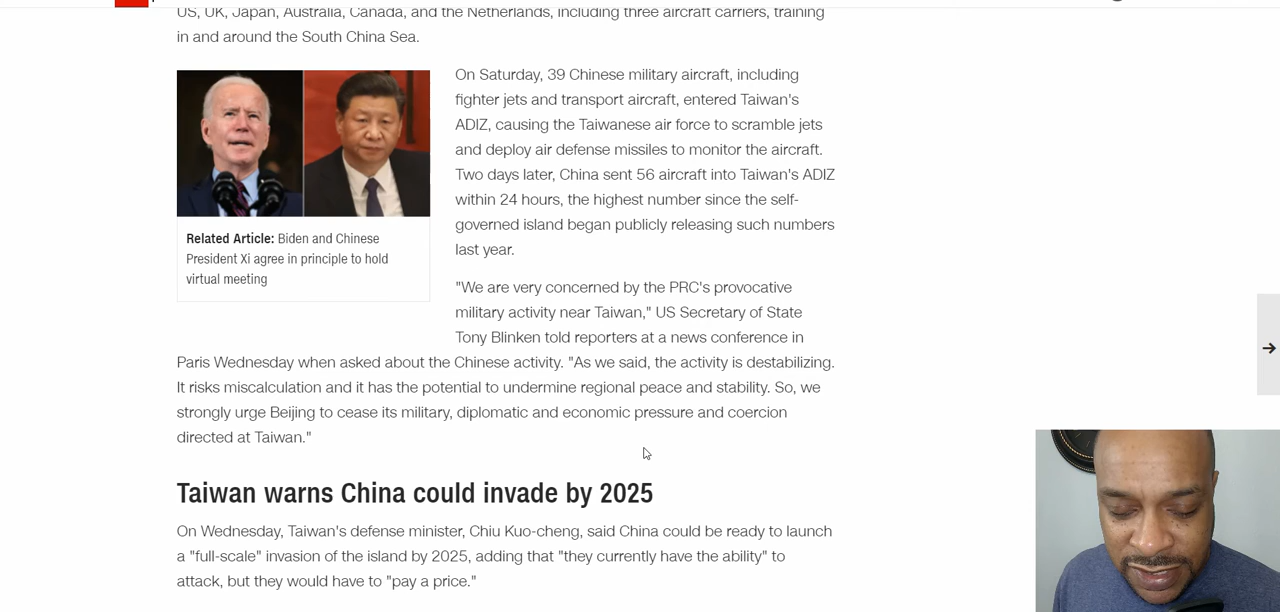 US, UK, Japan, Australia, Canada, and the Netherlands, including three aircraft carriers, training
in and around the South China Sea.
On Saturday, 39 Chinese military aircraft, including
fighter jets and transport aircraft, entered Taiwan's
ADIZ, causing the Taiwanese air force to scramble jets
and deploy air defense missiles to monitor the aircraft.
Two days later, China sent 56 aircraft into Taiwan's ADIZ
within 24 hours, the highest number since the self-
governed island began publicly releasing such numbers
last year.
Related Article: Biden and Chinese
President Xi agree in principle to hold
virtual meeting
"We are very concerned by the PRC's provocative
military activity near Taiwan," US Secretary of State
Tony Blinken told reporters at a news conference in
Paris Wednesday when asked about the Chinese activity. "As we said, the activity is destabilizing.
It risks miscalculation and it has the potential to undermine regional peace and stability. So, we
strongly urge Beijing to cease its military, diplomatic and economic pressure and coercion
directed at Taiwan."
Taiwan warns China could invade by 2025
On Wednesday, Taiwan's defense minister, Chiu Kuo-cheng, said China could be ready to launch
a "full-scale" invasion of the island by 2025, adding that "they currently have the ability" to
attack, but they would have to "pay a price."